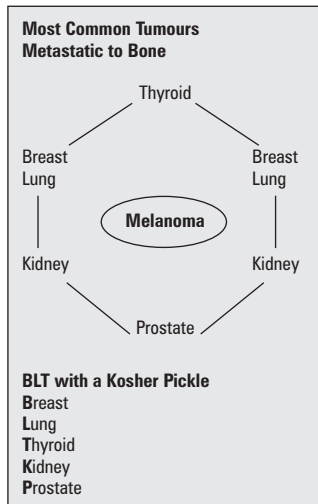 Most Common Tumours
Metastatic to Bone
Thyroid
Breast
Lung
Breast
Lung
Melanoma
Kidney
Kidney
Prostate
BLT with a Kosher Pickle
Breast
Lung
Thyroid
Kidney
Prostate